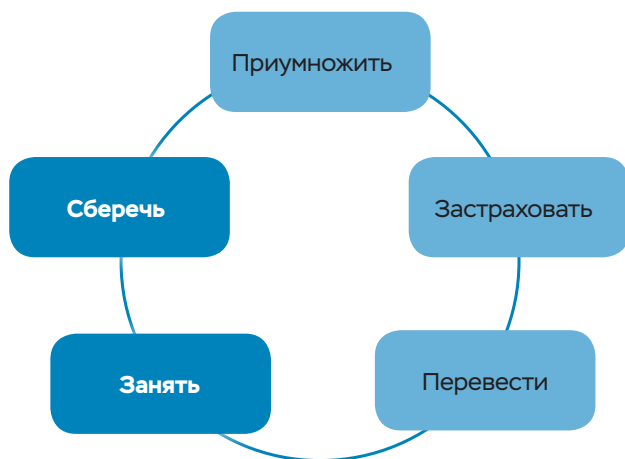 Приумножить
Сберечь
Застраховать
Занять
Перевести